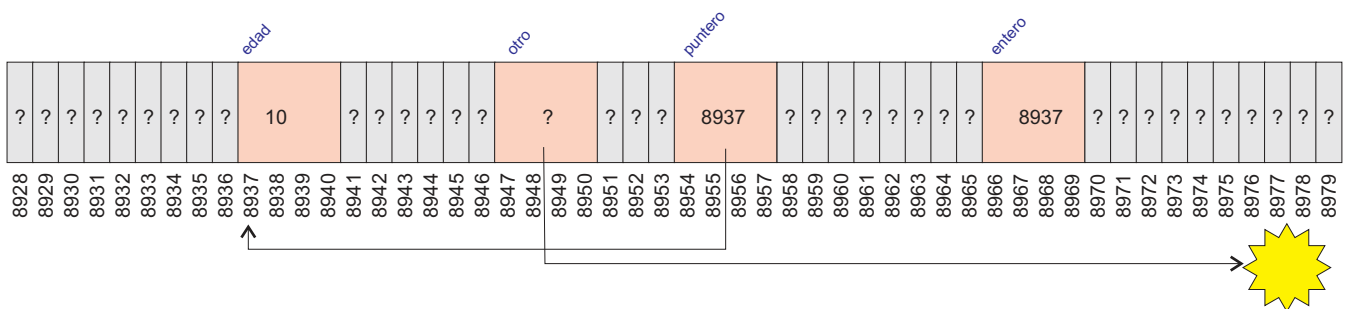 edad otro puntero entero
? ? ? ? ? ? ? ? ? 10 ? ? ? ? ? ? ? ? ? ? 8937 ? ? ? ? ? ? ? ? 8937 ? ? ? ? ? ? ? ? ? ?
8928 8929 8930 8931 8932 8933 8934 8935 8936 8937 8938 8939 8940 8941 8942 8943 8944 8945 8946 8947 8948 8949 8950 8951 8952 8953 8954 8955 8956 8957 8958 8959 8960 8961 8962 8963 8964 8965 8966 8967 8968 8969 8970 8971 8972 8973 8974 8975 8976 8977 8978 8979